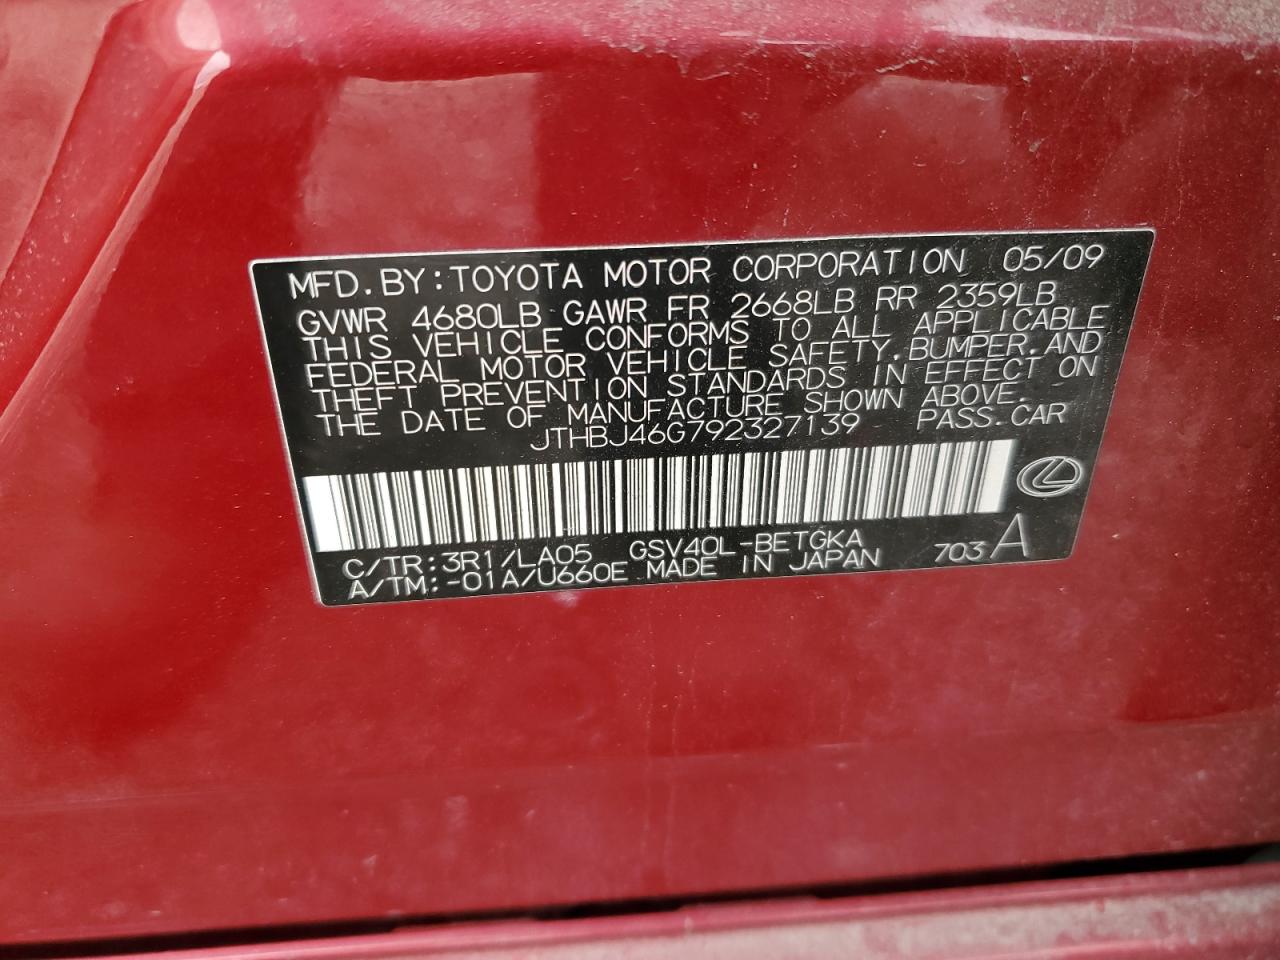 MFD. BY: TOYOTA MOTOR CORPORATION 05/09
GVWR 4680LB GAWR FR 2668LB RR 2359LB
THIS VEHICLE CONFORMS TO ALL APPLICABLE
FEDERAL MOTOR VEHICLE SAFETY, BUMPER, AND
THEFT PREVENTION STANDARDS IN EFFECT ON
THE DATE OF MANUFACTURE SHOWN ABOVE.
JTHBJ46G792327139 PASS. CAR
C/TR: 3R1/LA05 GSV40L-BETGKA
A/TM: -01A/U660E MADE IN JAPAN 703 A